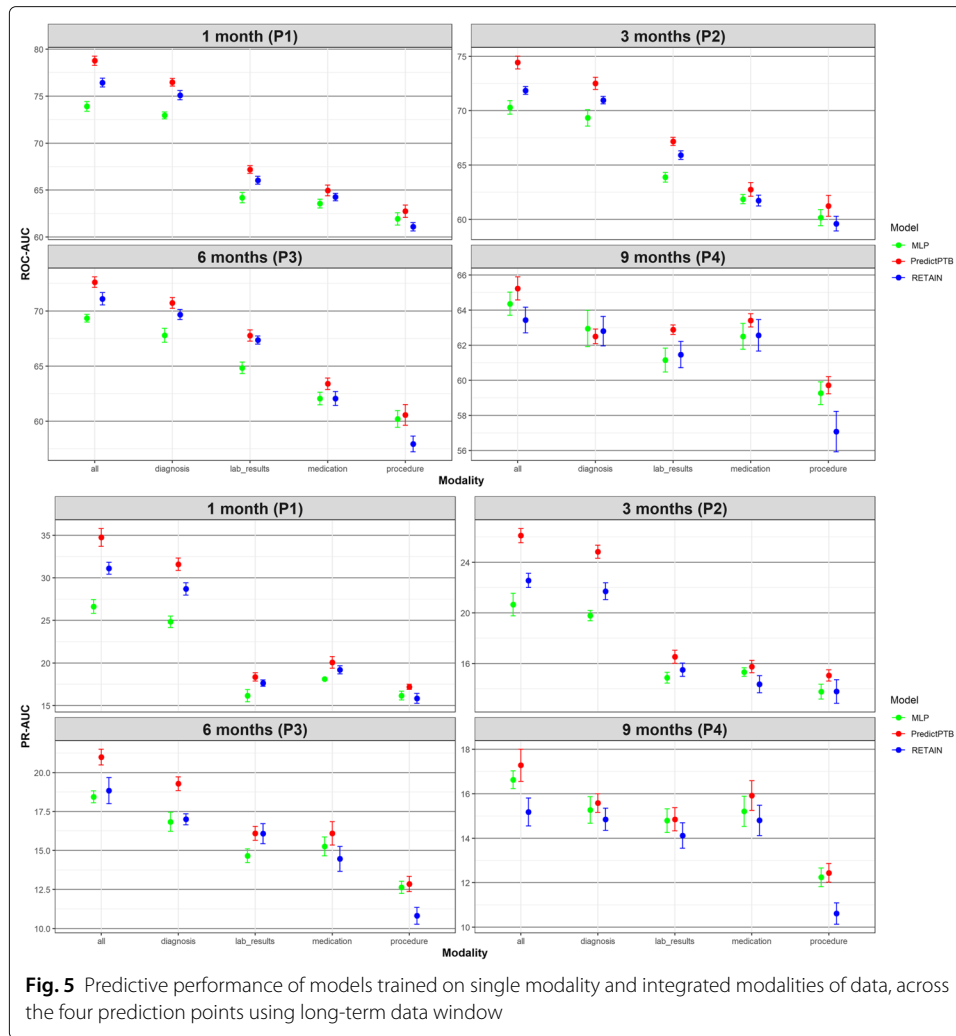 1 month (P1)
3 months (P2)
80
75
70
65
60
75
70
65
60
6 months (P3)
9 months (P4)
70
65
60
66
64
62
60
58
56
ROC-AUC
Model
MLP
PredictPTB
RETAIN
all diagnosis lab_results medication procedure
all diagnosis lab_results medication procedure
Modality
1 month (P1)
3 months (P2)
35
30
25
20
15
24
20
16
6 months (P3)
9 months (P4)
20.0
17.5
15.0
12.5
10.0
18
16
14
12
10
PR-AUC
Model
MLP
PredictPTB
RETAIN
all diagnosis lab_results medication procedure
all diagnosis lab_results medication procedure
Modality
Fig. 5 Predictive performance of models trained on single modality and integrated modalities of data, across
the four prediction points using long-term data window